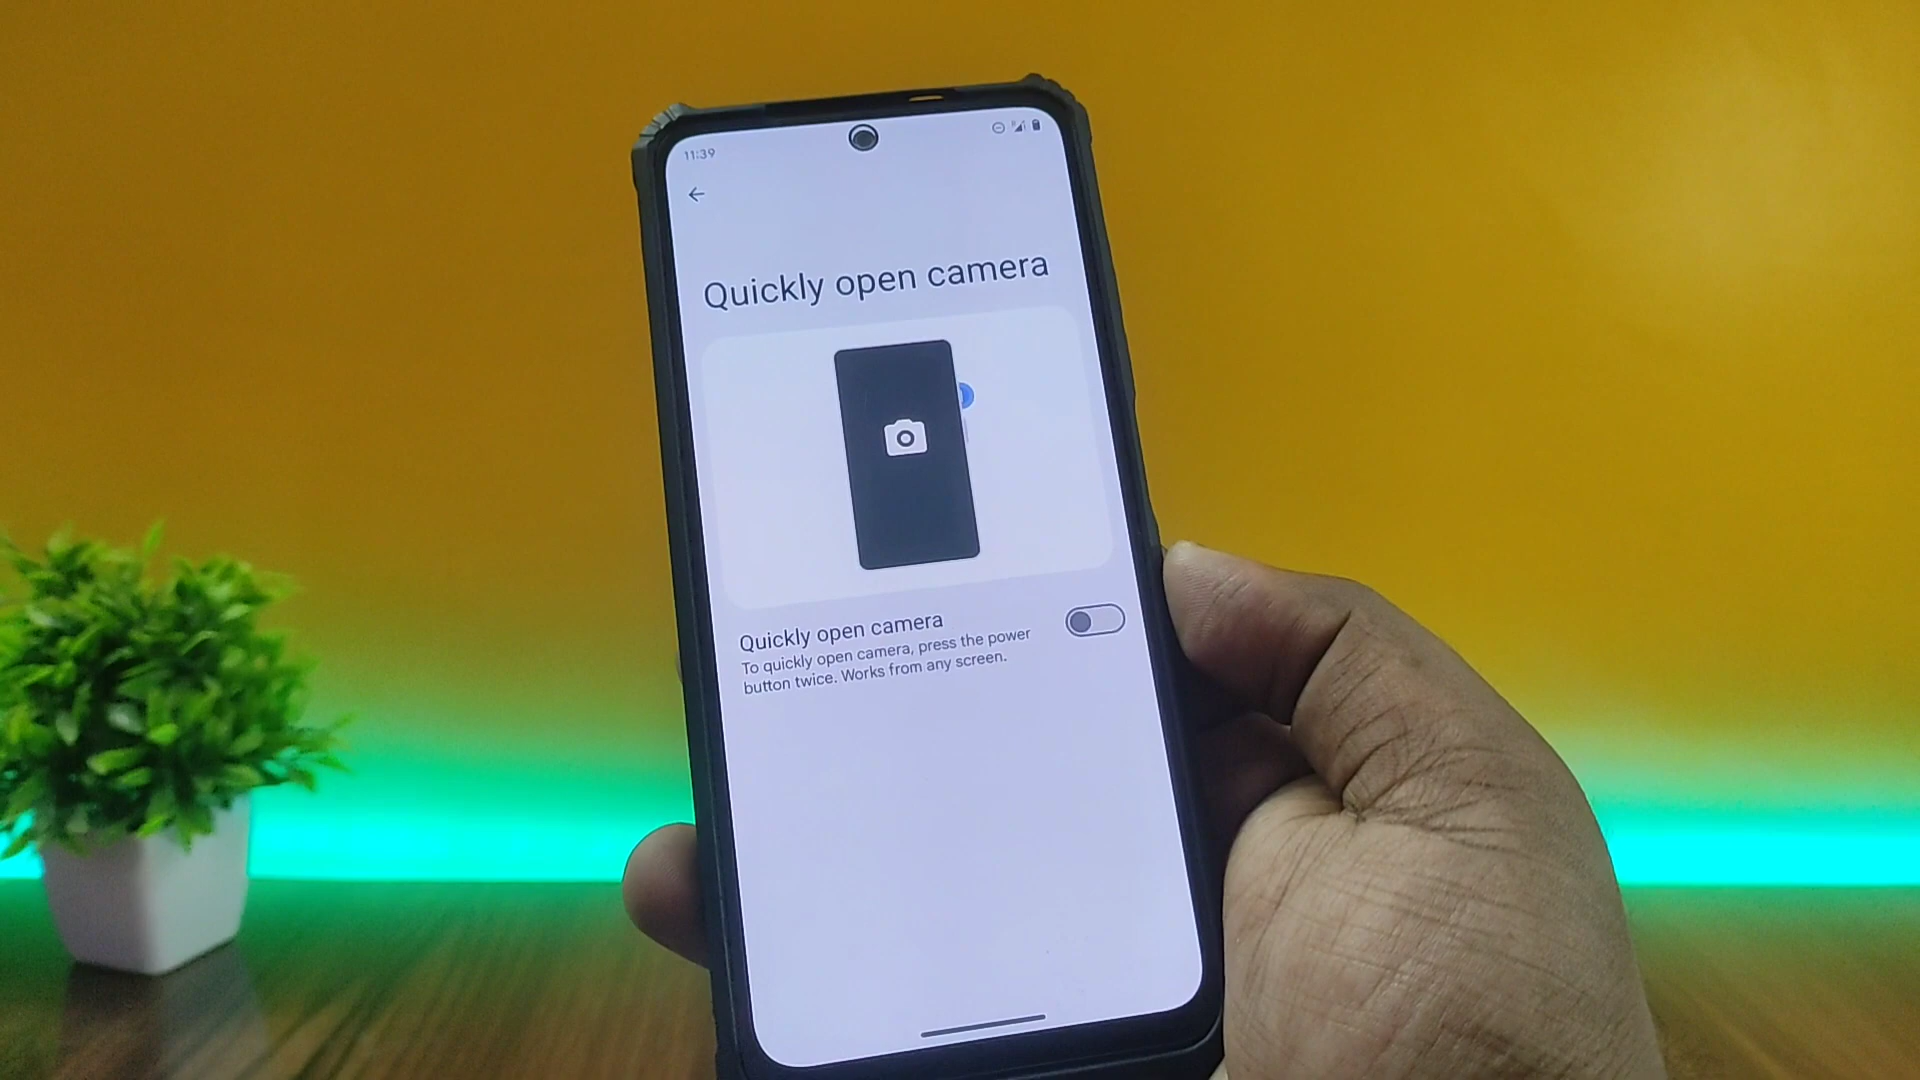 11:39
Quickly open camera
Quickly open camera
To quickly open camera, press the power
button twice. Works from any screen.